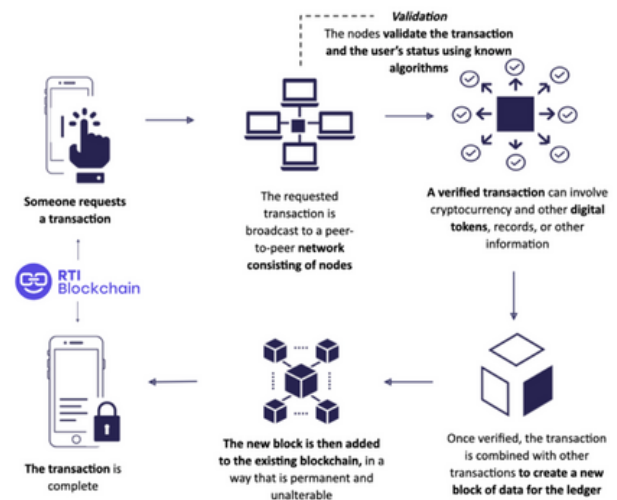 Validation
The nodes validate the transaction
and the user's status using known
algorithms
Someone requests
a transaction
The requested
transaction is
broadcast to a peer-
to-peer network
consisting of nodes
A verified transaction can involve
cryptocurrency and other digital
tokens, records, or other
information
RTI
Blockchain
The transaction is
complete
The new block is then added
to the existing blockchain, in a
way that is permanent and
unalterable
Once verified, the transaction
is combined with other
transactions to create a new
block of data for the ledger